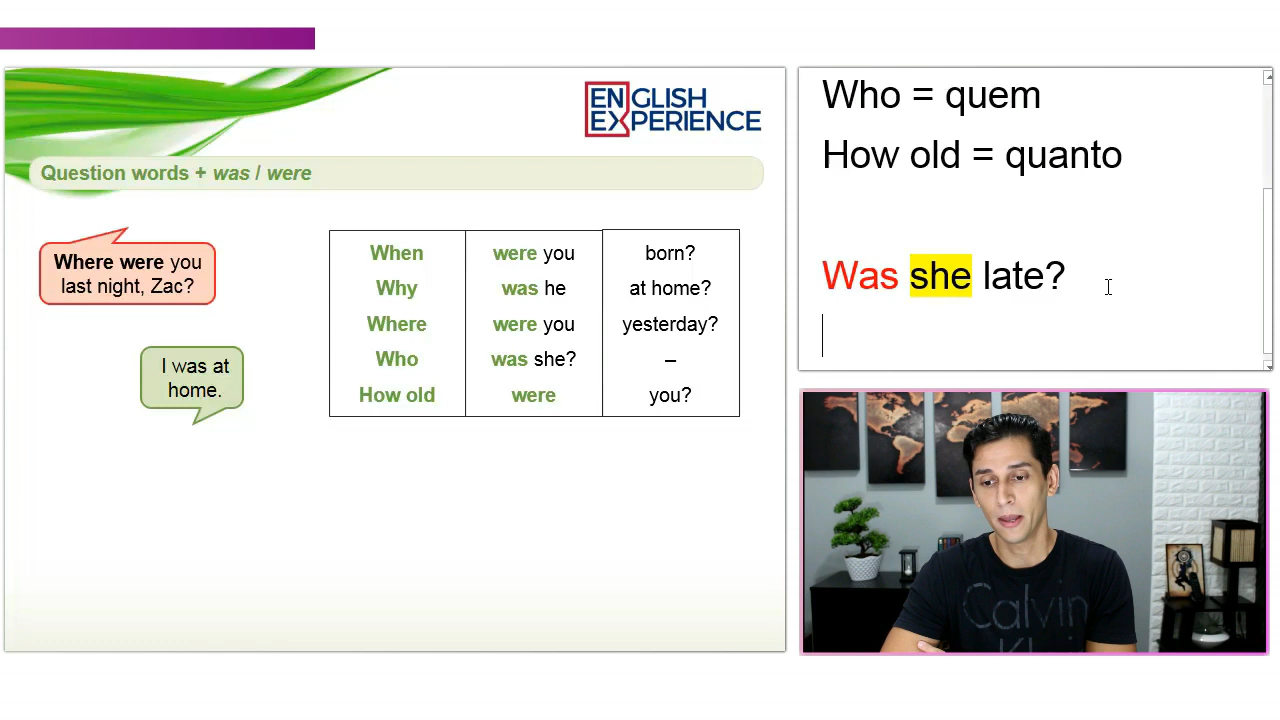 ENGLISH
EXPERIENCE
Question words + was / were
Where were you
last night, Zac?
I was at
home.
When were you born?
Why was he at home?
Where were you yesterday?
Who was she? –
How old were you?
Who = quem
How old = quanto
Was she late?
Calvin